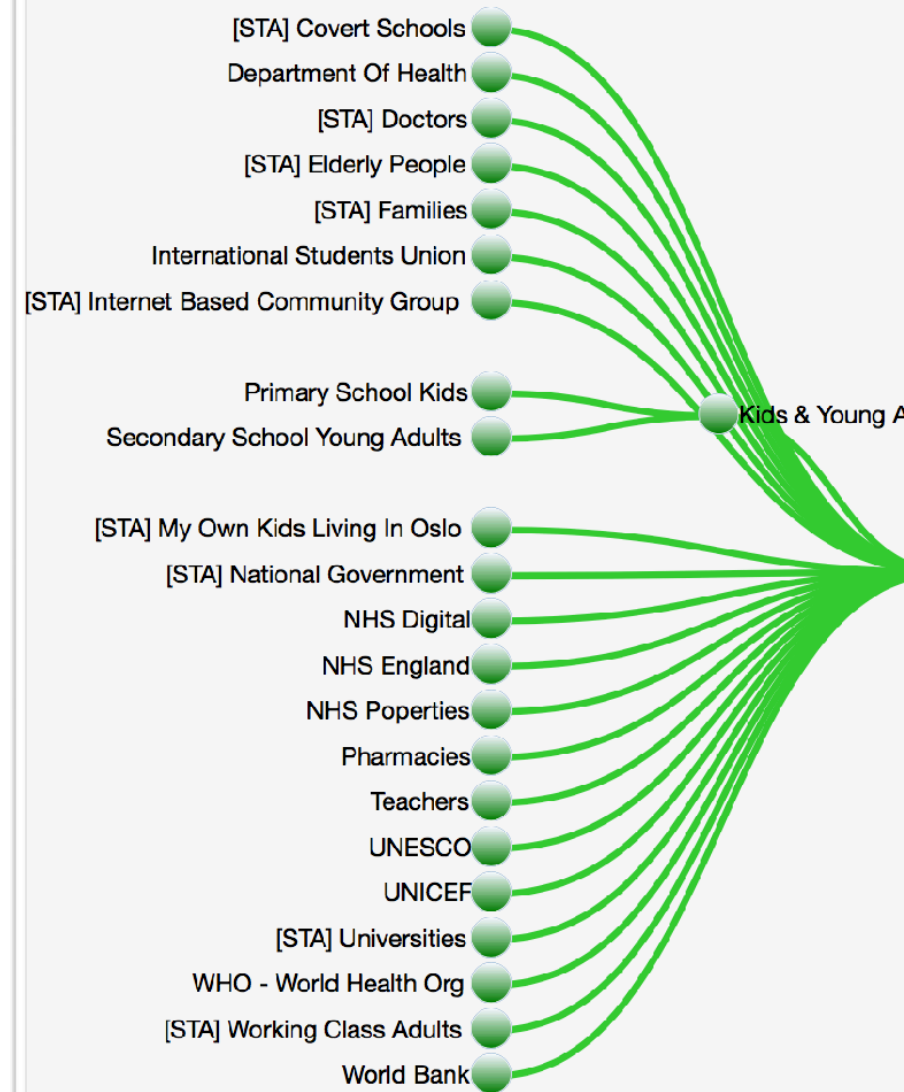 [STA] Covert Schools
Department Of Health
[STA] Doctors
[STA] Elderly People
[STA] Families
International Students Union
[STA] Internet Based Community Group
Primary School Kids
Kids & Young A
Secondary School Young Adults
[STA] My Own Kids Living In Oslo
[STA] National Government
NHS Digital
NHS England
NHS Poperties
Pharmacies
Teachers
UNESCO
UNICEF
[STA] Universities
WHO - World Health Org
[STA] Working Class Adults
World Bank